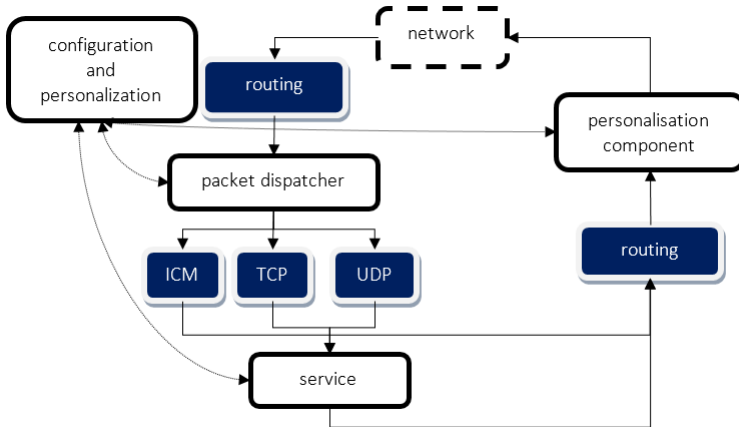 network
configuration
and
personalization
routing
personalisation
component
packet dispatcher
routing
ICM
TCP
UDP
service